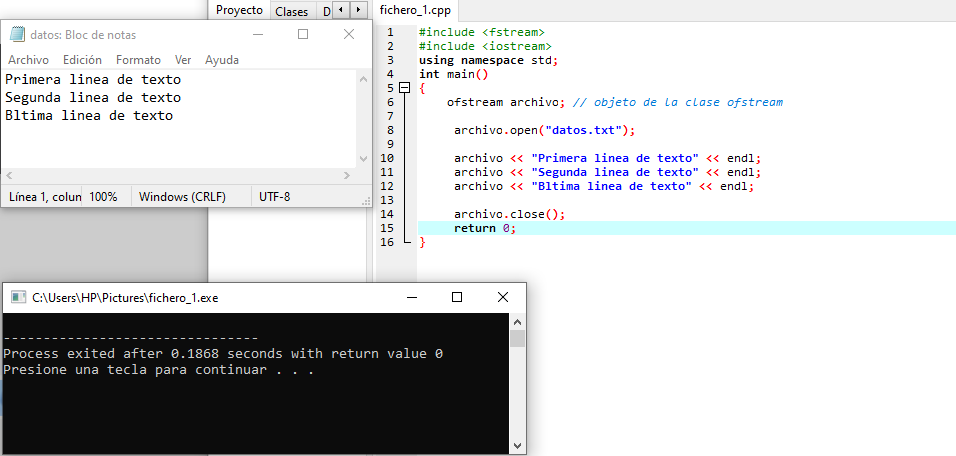 Proyecto Clases D
fichero_1.cpp
datos: Bloc de notas
Archivo Edición Formato Ver Ayuda
Primera linea de texto
Segunda linea de texto
Bltima linea de texto
Línea 1, colun 100% Windows (CRLF) UTF-8
1 #include <fstream>
2 #include <iostream>
3 using namespace std;
4 int main()
5 {
6 ofstream archivo; // objeto de la clase ofstream
7
8 archivo.open("datos.txt");
9
10 archivo << "Primera linea de texto" << endl;
11 archivo << "Segunda linea de texto" << endl;
12 archivo << "Bltima linea de texto" << endl;
13
14 archivo.close();
15 return 0;
16 }
C:\Users\HP\Pictures\fichero_1.exe
--------------------------------
Process exited after 0.1868 seconds with return value 0
Presione una tecla para continuar . . .